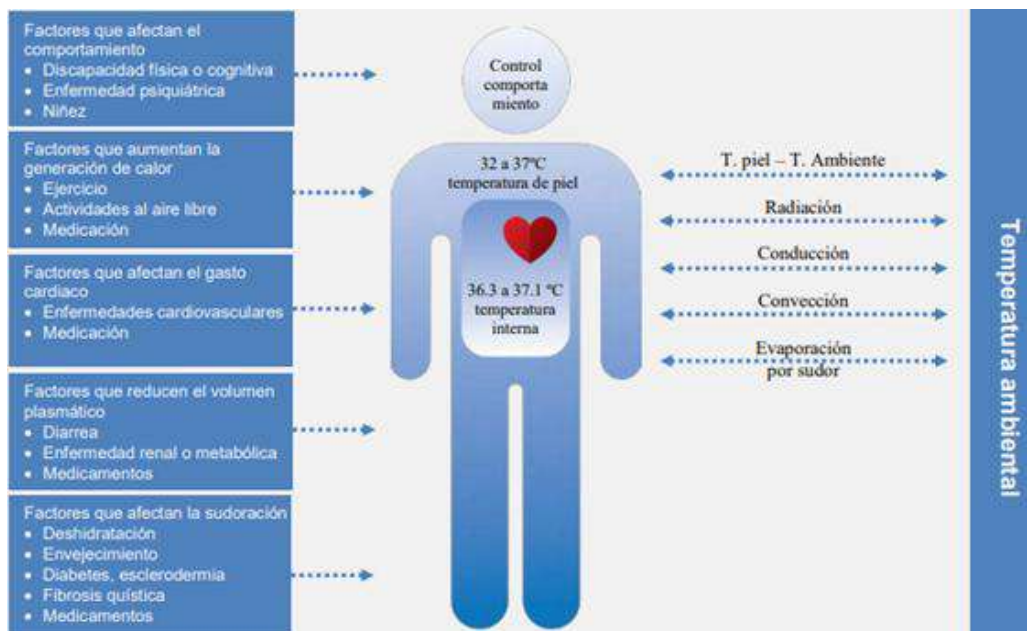 Factores que afectan el
comportamiento
• Discapacidad física o cognitiva
• Enfermedad psiquiátrica
• Niñez
Factores que aumentan la
generación de calor
• Ejercicio
• Actividades al aire libre
• Medicación
Factores que afectan el gasto
cardiaco
• Enfermedades cardiovasculares
• Medicación
Factores que reducen el volumen
plasmático
• Diarrea
• Enfermedad renal o metabólica
• Medicamentos
Factores que afectan la sudoración
• Deshidratación
• Envejecimiento
• Diabetes, esclerodermia
• Fibrosis quística
• Medicamentos
Control
comporta
miento
32 a 37ºC
temperatura de piel
36.3 a 37.1 ºC
temperatura
interna
T. piel – T. Ambiente
Radiación
Conducción
Convección
Evaporación
por sudor
Temperatura ambiental